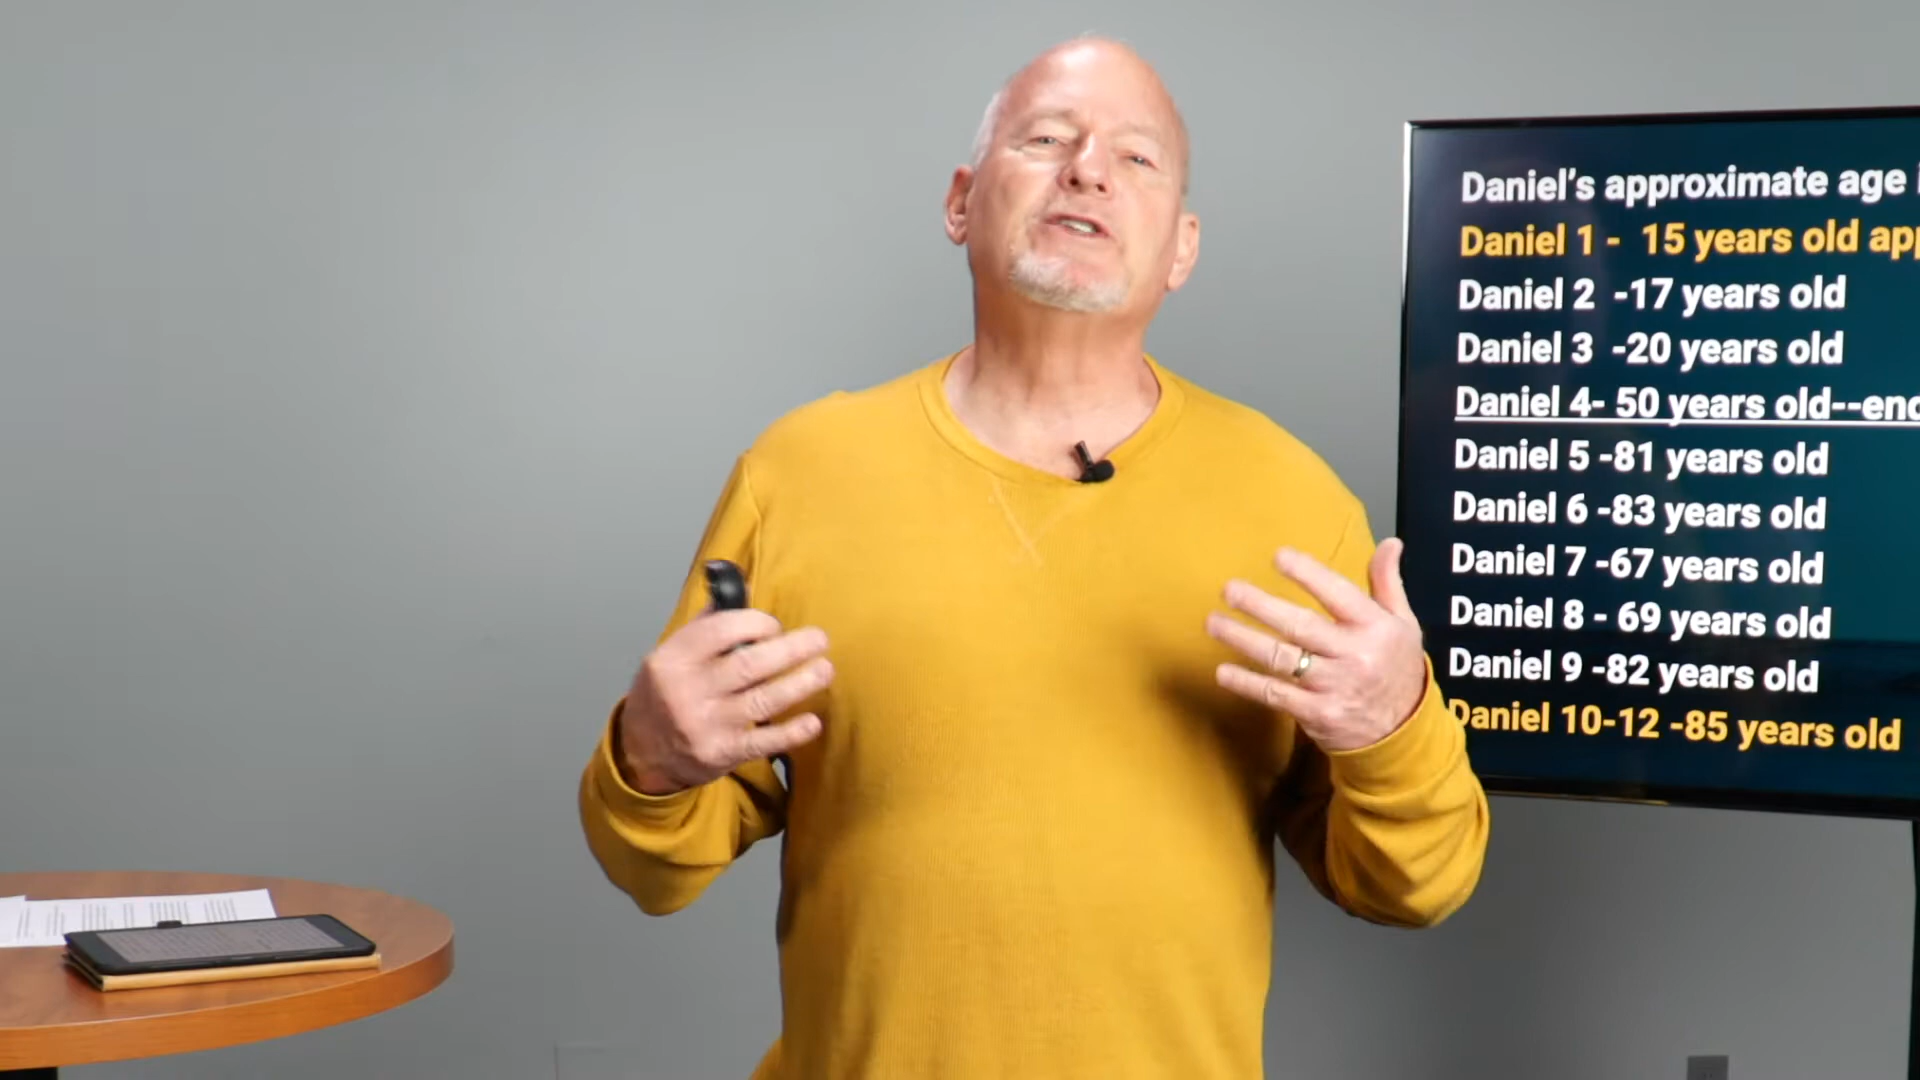 Daniel's approximate age
Daniel 1 - 15 years old
Daniel 2 -17 years old
Daniel 3 -20 years old
Daniel 4- 50 years old--end
Daniel 5 -81 years old
Daniel 6 -83 years old
Daniel 7 -67 years old
Daniel 8 - 69 years old
Daniel 9 -82 years old
Daniel 10-12 -85 years old